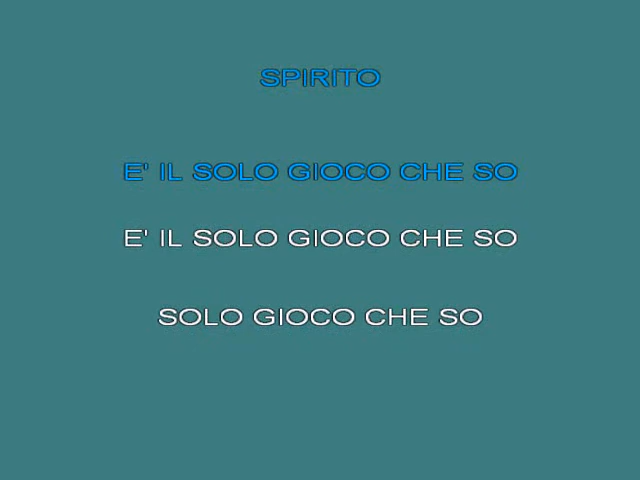 SPIRITO
E' IL SOLO GIOCO CHE SO
E' IL SOLO GIOCO CHE SO
SOLO GIOCO CHE SO